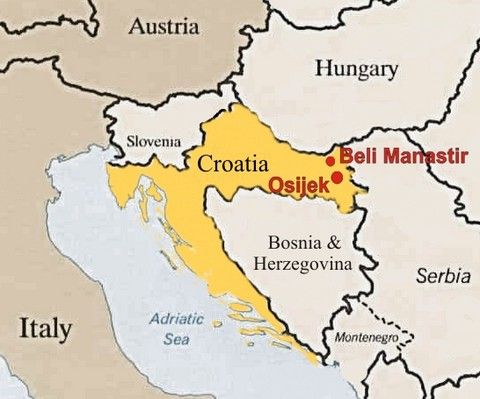 Austria
Hungary
Slovenia
Croatia
Beli Manastir
Osijek
Bosnia &
Herzegovina
Serbia
Italy
Adriatic
Sea
Montenegro